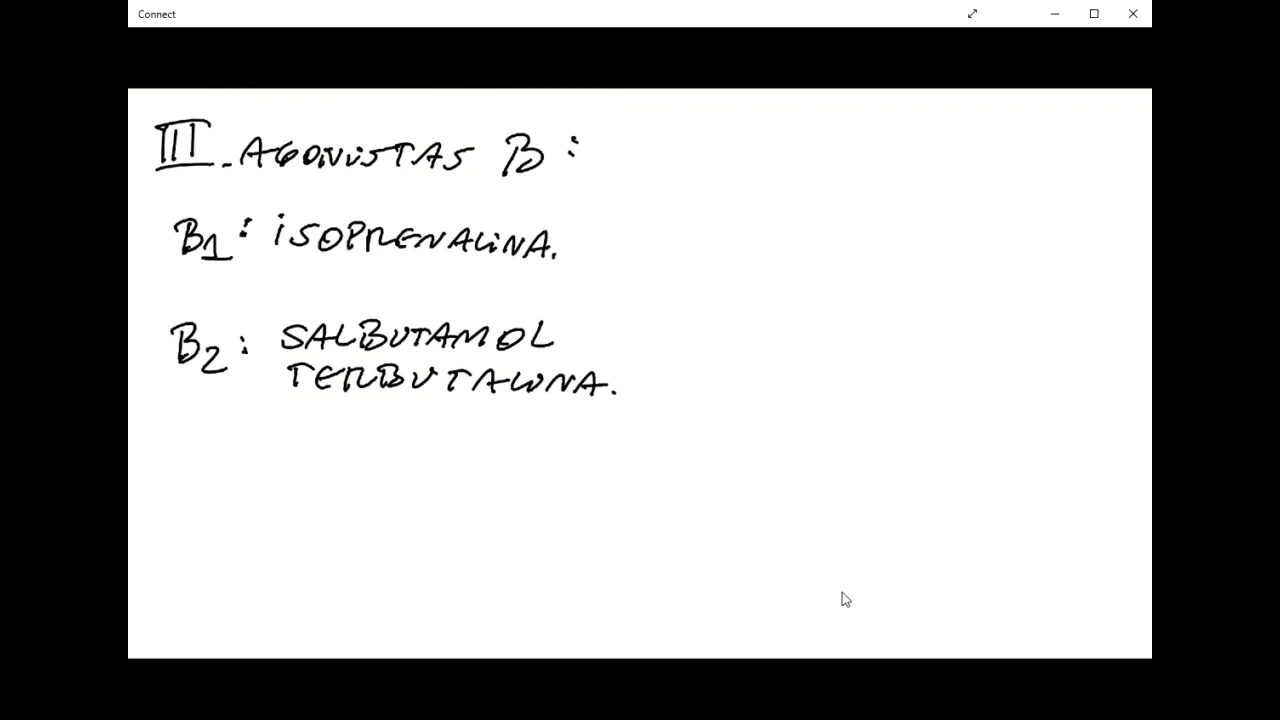 Connect
III. AGONISTAS B:
B1: ISOPRENALINA.
B2: SALBUTAMOL
TERBUTALINA.